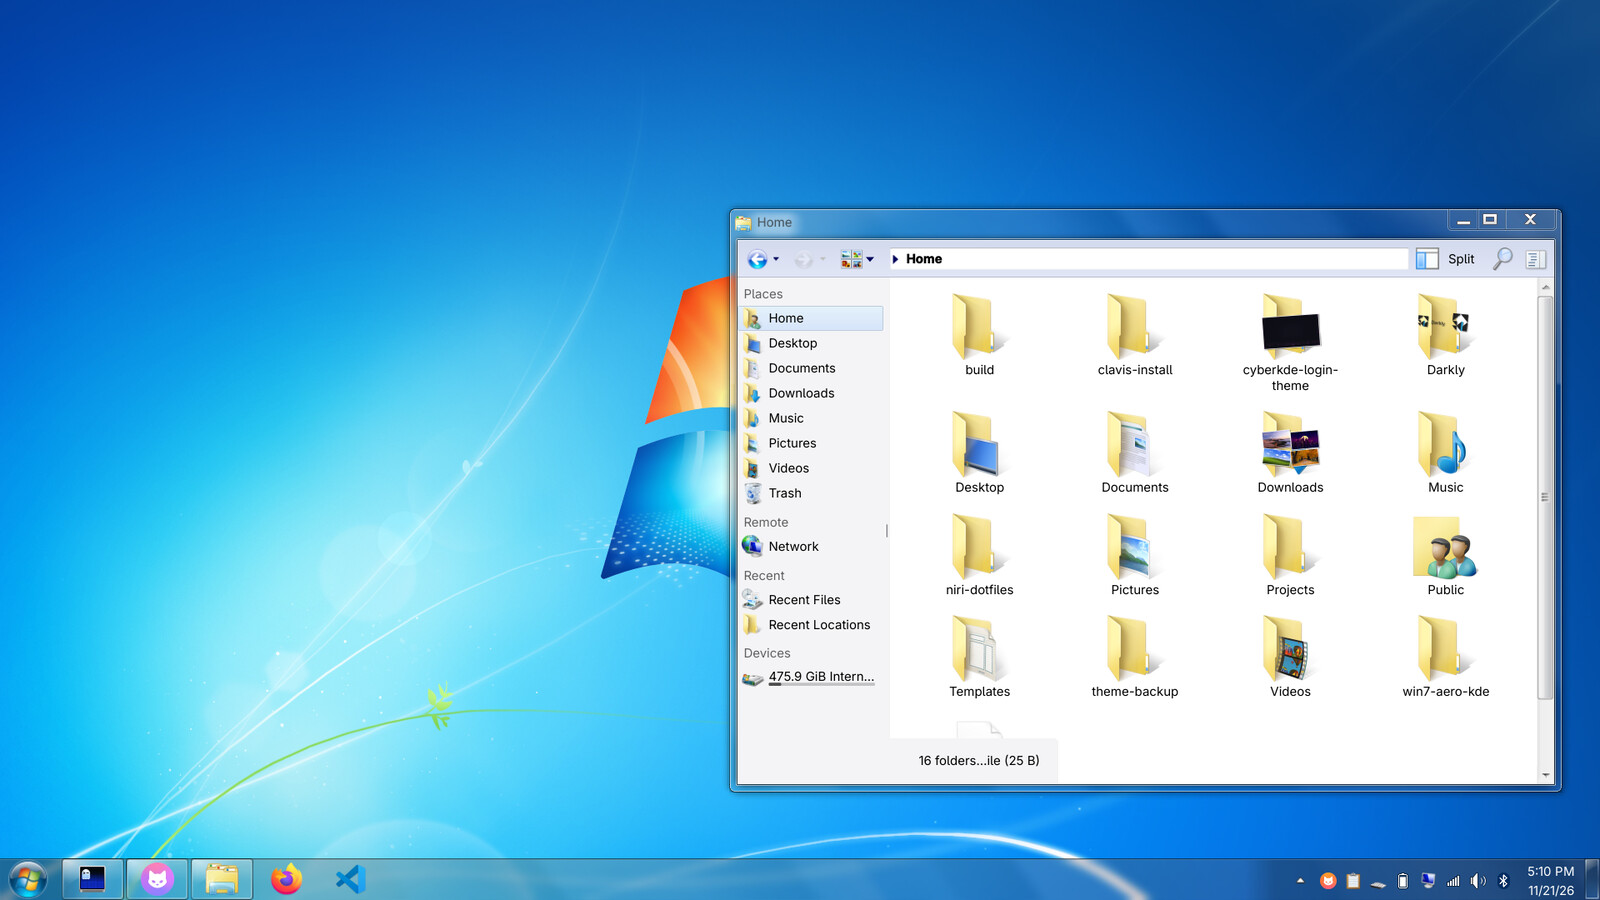 Home
Home
Split
Places
Home
Desktop
Documents
Downloads
Music
Pictures
Videos
Trash
Remote
Network
Recent
Recent Files
Recent Locations
Devices
475.9 GiB Intern...
build
clavis-install
cyberkde-login-
theme
Darkly
Desktop
Documents
Downloads
Music
niri-dotfiles
Pictures
Projects
Public
Templates
theme-backup
Videos
win7-aero-kde
16 folders...ile (25 B)
5:10 PM
11/21/26